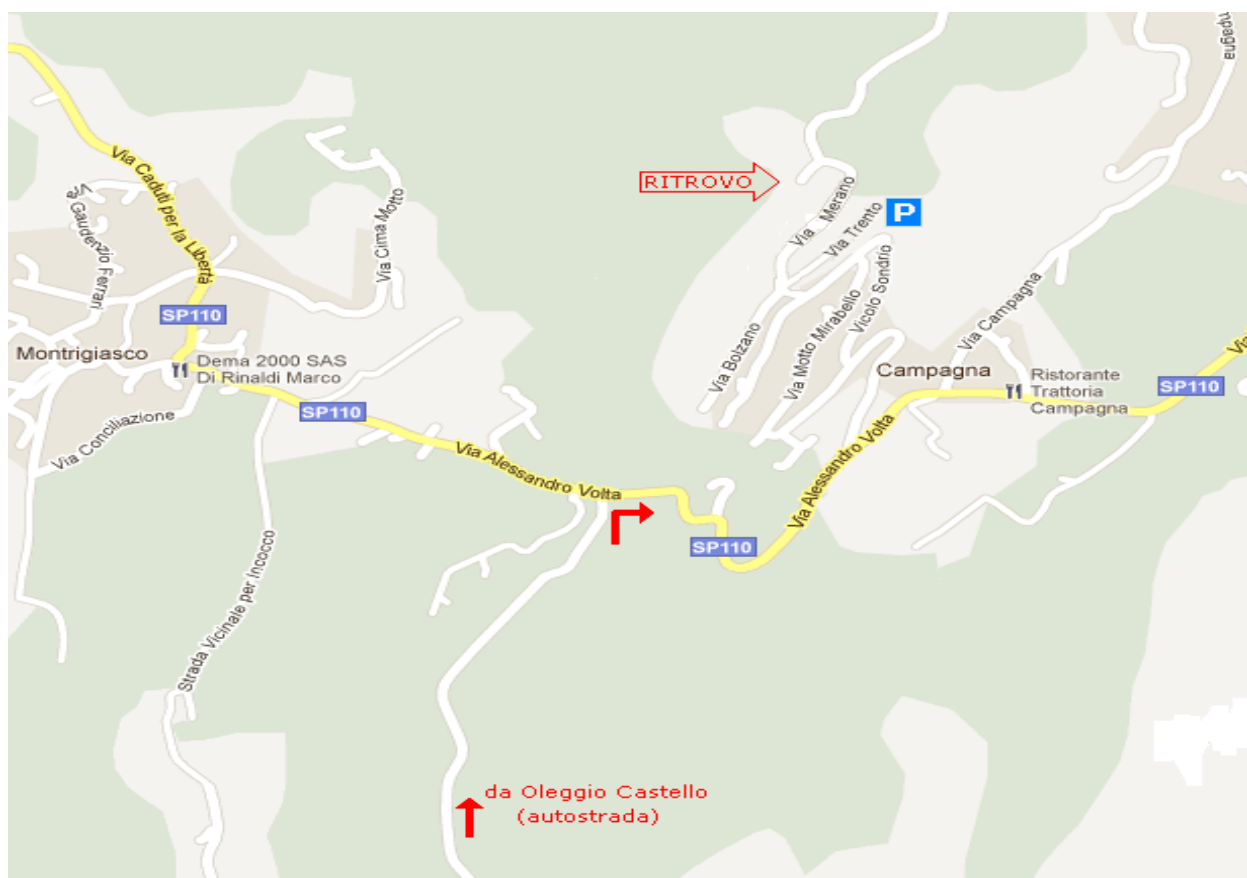 mpagna
Via Caduti per la Libertà
RITROVO
Via Merano
Via Gaudenzio Ferrari
Via Trento
P
Via Cima Motto
Vicolo Sondrio
SP110
Via Campagna
Via Motto Mirabello
Via Bolzano
Montrigiasco
Dema 2000 SAS
Di Rinaldi Marco
Campagna
Ristorante
Trattoria
Campagna
Via
SP110
SP110
Via Conciliazione
Via Alessandro Volta
Via Alessandro Volta
SP110
Strada Vicinale per Incocco
da Oleggio Castello
(autostrada)